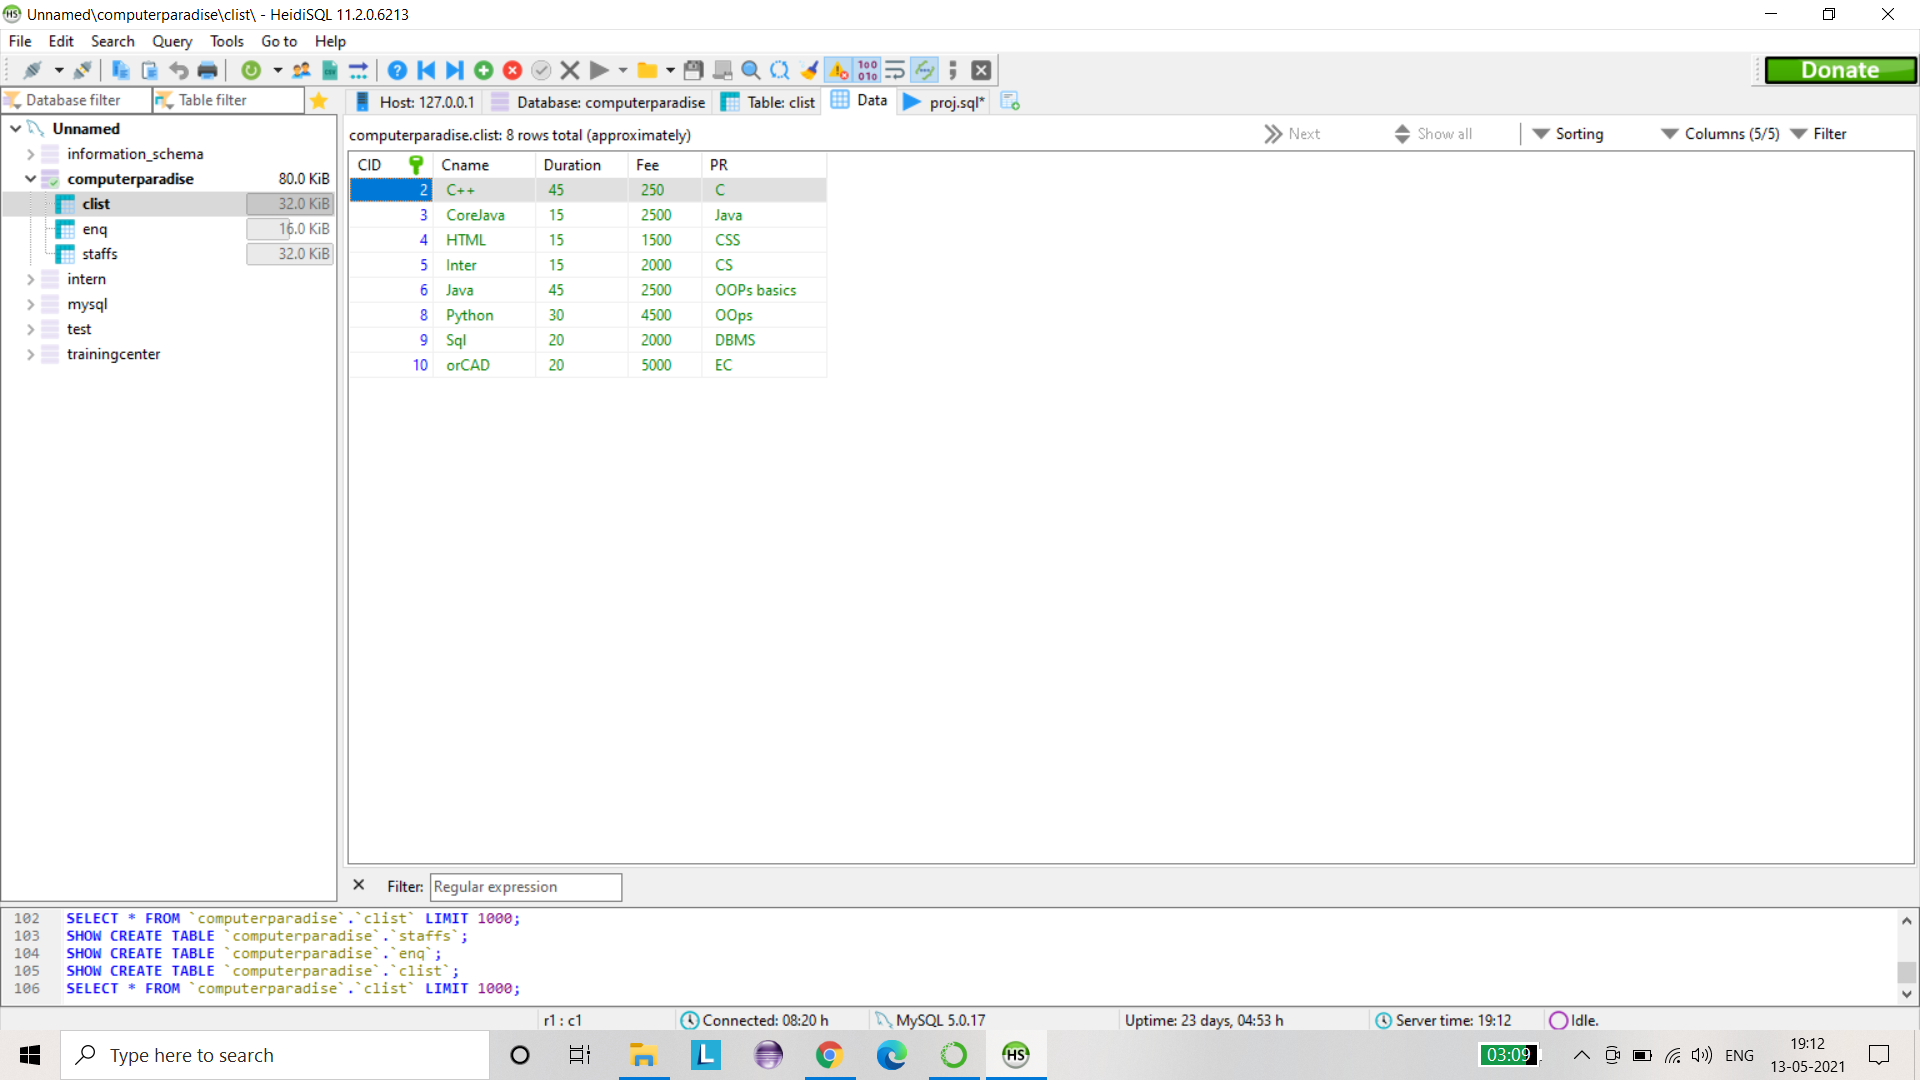 Unnamed\computerparadise\clist\ - HeidiSQL 11.2.0.6213
File Edit Search Query Tools Go to Help
Donate
Database filter Table filter Host: 127.0.0.1 Database: computerparadise Table: clist Data proj.sql*
Unnamed
information_schema
computerparadise 80.0 KiB
clist 32.0 KiB
enq 16.0 KiB
staffs 32.0 KiB
intern
mysql
test
trainingcenter
computerparadise.clist: 8 rows total (approximately) Next Show all Sorting Columns (5/5) Filter
CID Cname Duration Fee PR
2 C++ 45 250 C
3 CoreJava 15 2500 Java
4 HTML 15 1500 CSS
5 Inter 15 2000 CS
6 Java 45 2500 OOPs basics
8 Python 30 4500 OOps
9 Sql 20 2000 DBMS
10 orCAD 20 5000 EC
Filter: Regular expression
102 SELECT * FROM `computerparadise`.`clist` LIMIT 1000;
103 SHOW CREATE TABLE `computerparadise`.`staffs`;
104 SHOW CREATE TABLE `computerparadise`.`enq`;
105 SHOW CREATE TABLE `computerparadise`.`clist`;
106 SELECT * FROM `computerparadise`.`clist` LIMIT 1000;
r1 : c1 Connected: 08:20 h MySQL 5.0.17 Uptime: 23 days, 04:53 h Server time: 19:12 Idle.
Type here to search L HS 03:09 ENG 19:12
13-05-2021